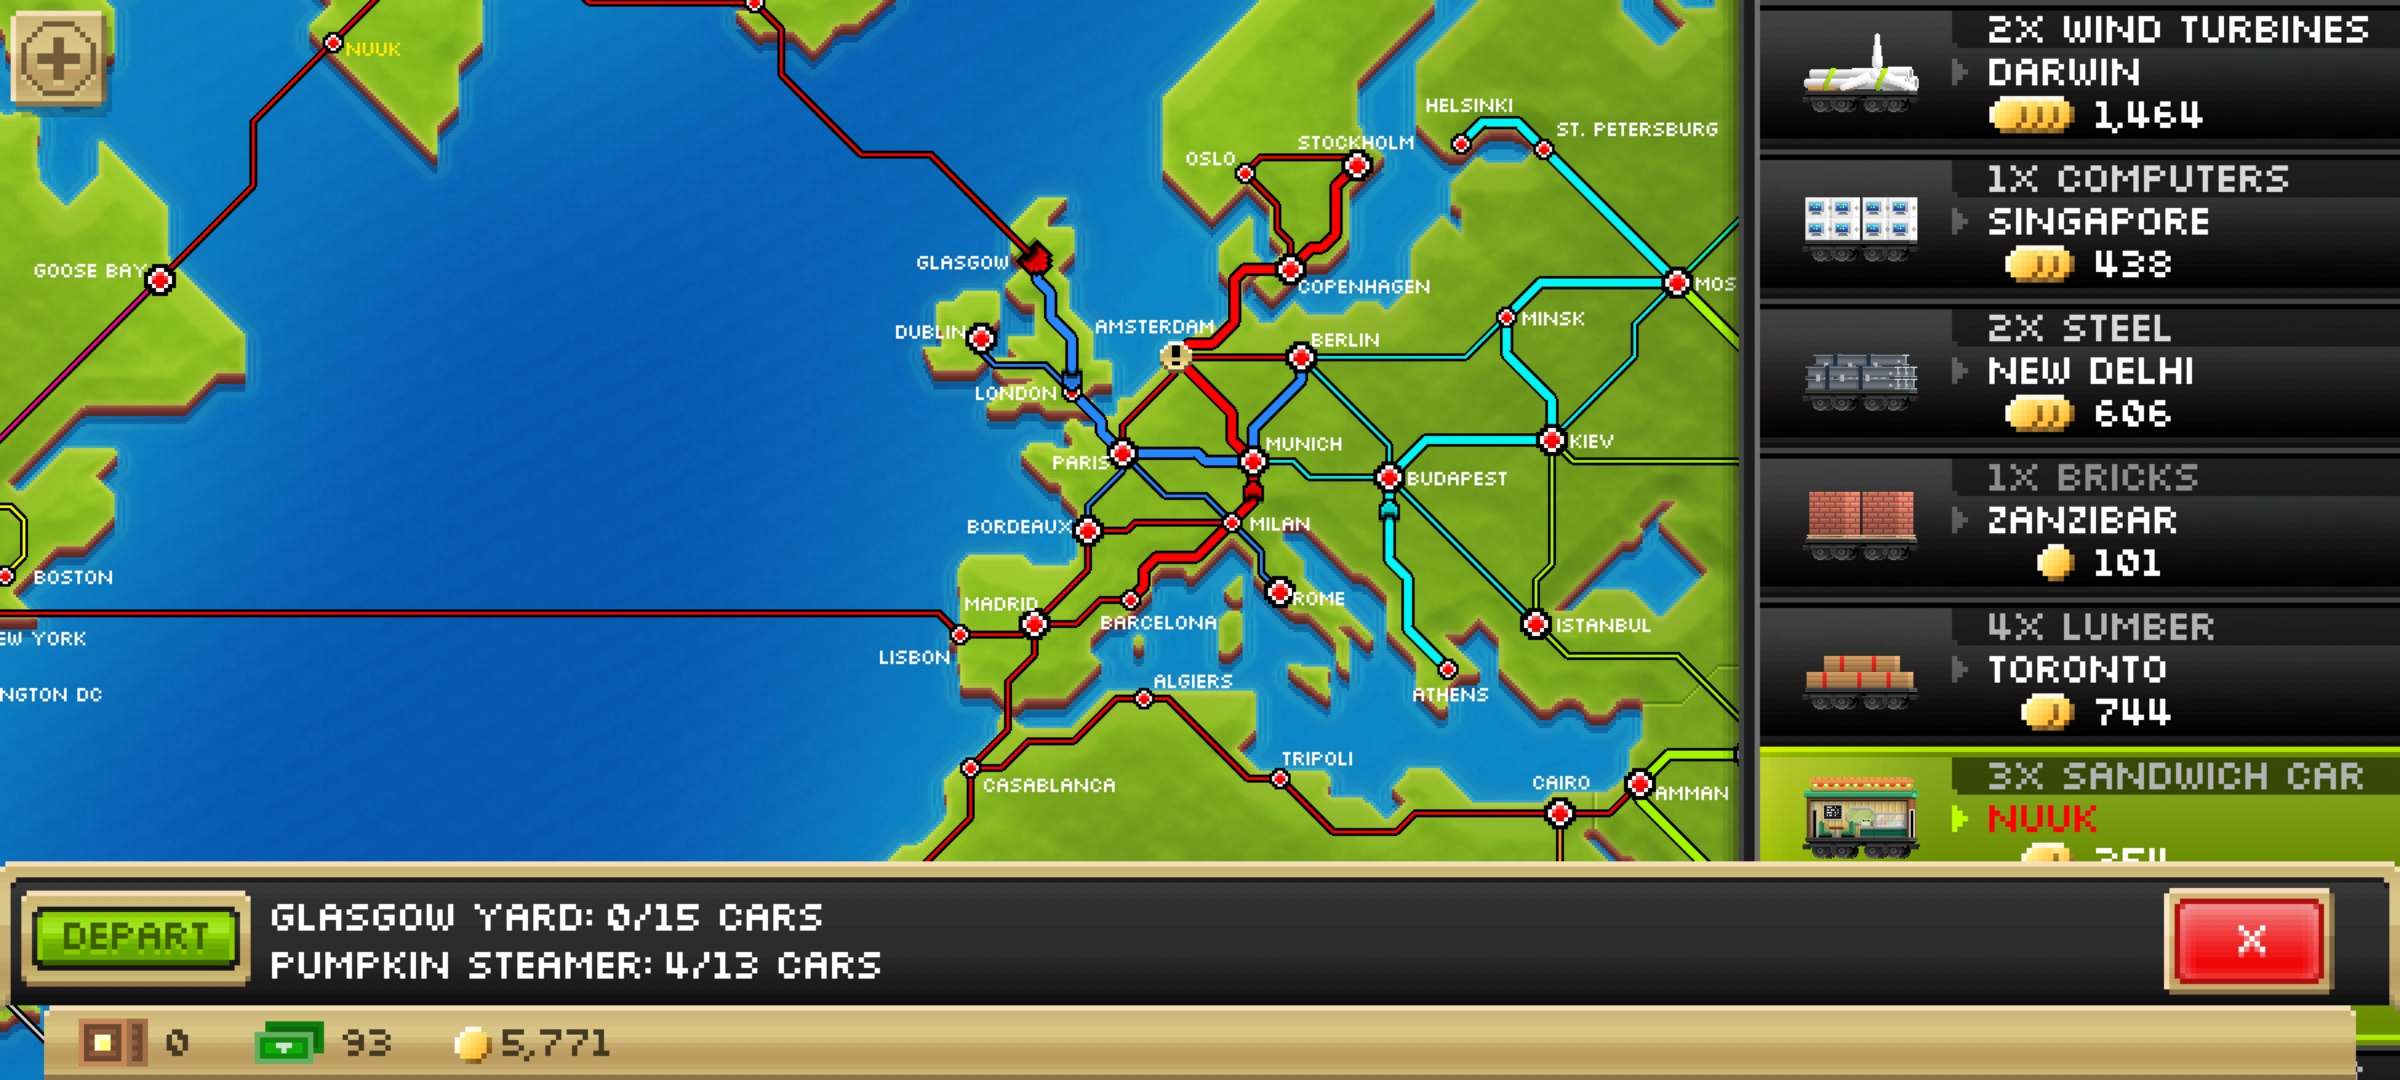 NUUK
HELSINKI
ST. PETERSBURG
STOCKHOLM
OSLO
GLASGOW
GOOSE BAY
COPENHAGEN
MOS
DUBLIN
AMSTERDAM
!
BERLIN
MINSK
LONDON
MUNICH
KIEV
PARIS
BUDAPEST
BORDEAUX
MILAN
BOSTON
MADRID
ROME
BARCELONA
ISTANBUL
EW YORK
LISBON
NGTON DC
ALGIERS
ATHENS
TRIPOLI
CASABLANCA
CAIRO
AMMAN
2X WIND TURBINES
DARWIN
1,464
1X COMPUTERS
SINGAPORE
438
2X STEEL
NEW DELHI
606
1X BRICKS
ZANZIBAR
101
4X LUMBER
TORONTO
744
3X SANDWICH CAR
NUUK
DEPART
GLASGOW YARD: 0/15 CARS
PUMPKIN STEAMER: 4/13 CARS
X
0
93
5,771